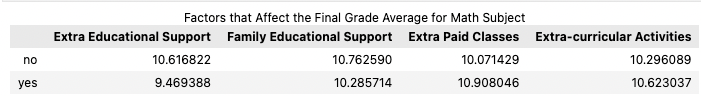 Factors that Affect the Final Grade Average for Math Subject
Extra Educational Support Family Educational Support Extra Paid Classes Extra-curricular Activities
no 10.616822 10.762590 10.071429 10.296089
yes 9.469388 10.285714 10.908046 10.623037